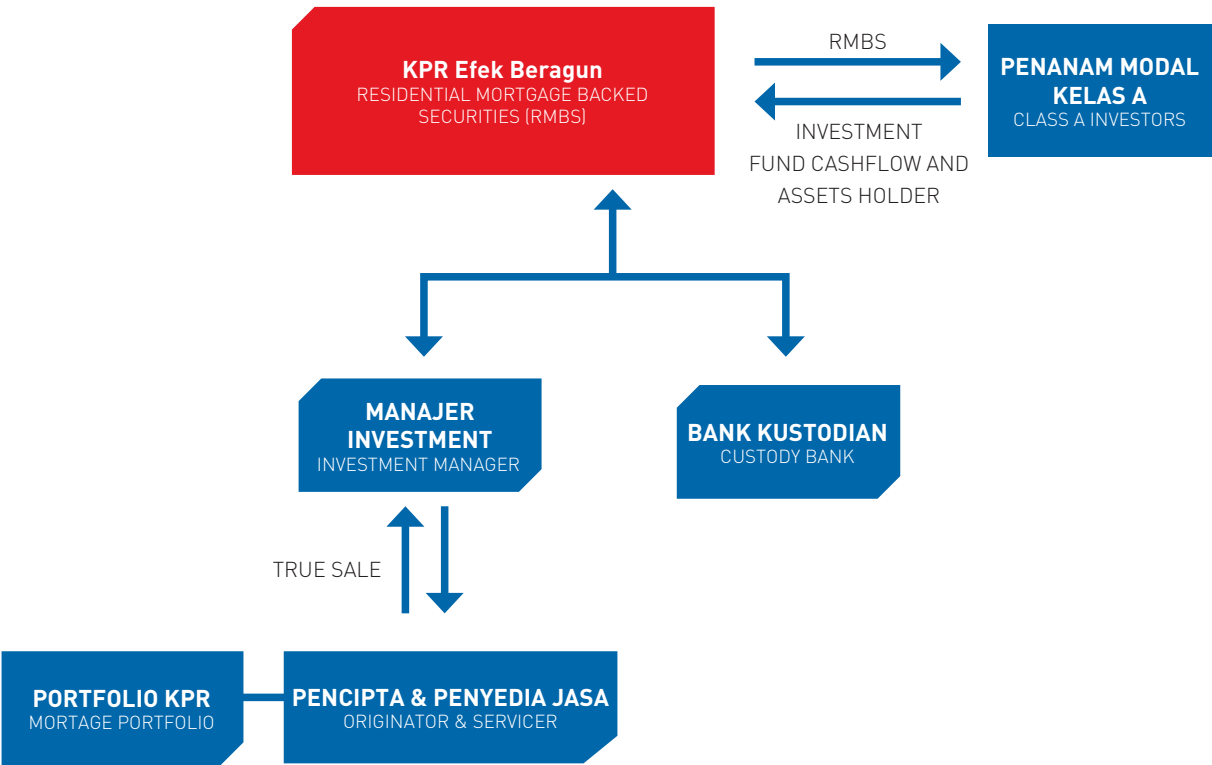 KPR Efek Beragun
RESIDENTIAL MORTGAGE BACKED
SECURITIES (RMBS)
RMBS
INVESTMENT
FUND CASHFLOW AND
ASSETS HOLDER
PENANAM MODAL
KELAS A
CLASS A INVESTORS
MANAJER
INVESTMENT
INVESTMENT MANAGER
BANK KUSTODIAN
CUSTODY BANK
TRUE SALE
PORTFOLIO KPR
MORTAGE PORTFOLIO
PENCIPTA & PENYEDIA JASA
ORIGINATOR & SERVICER